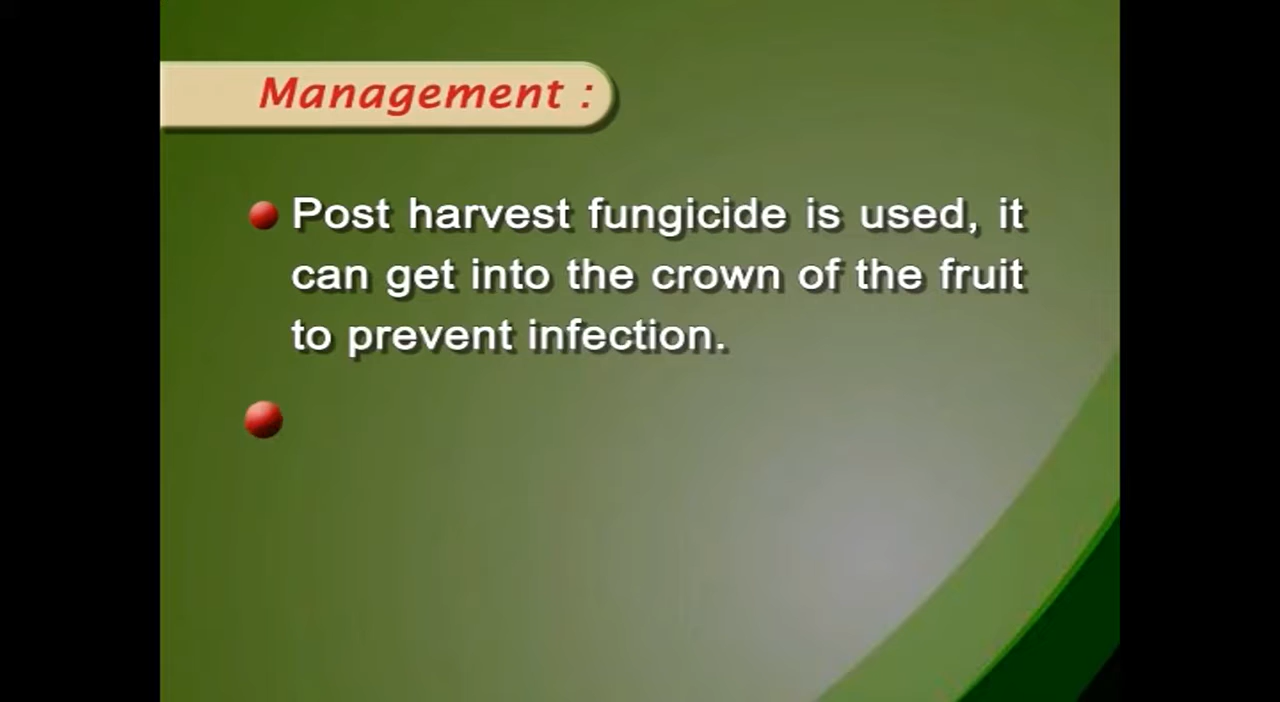 Management :
Post harvest fungicide is used, it
can get into the crown of the fruit
to prevent infection.